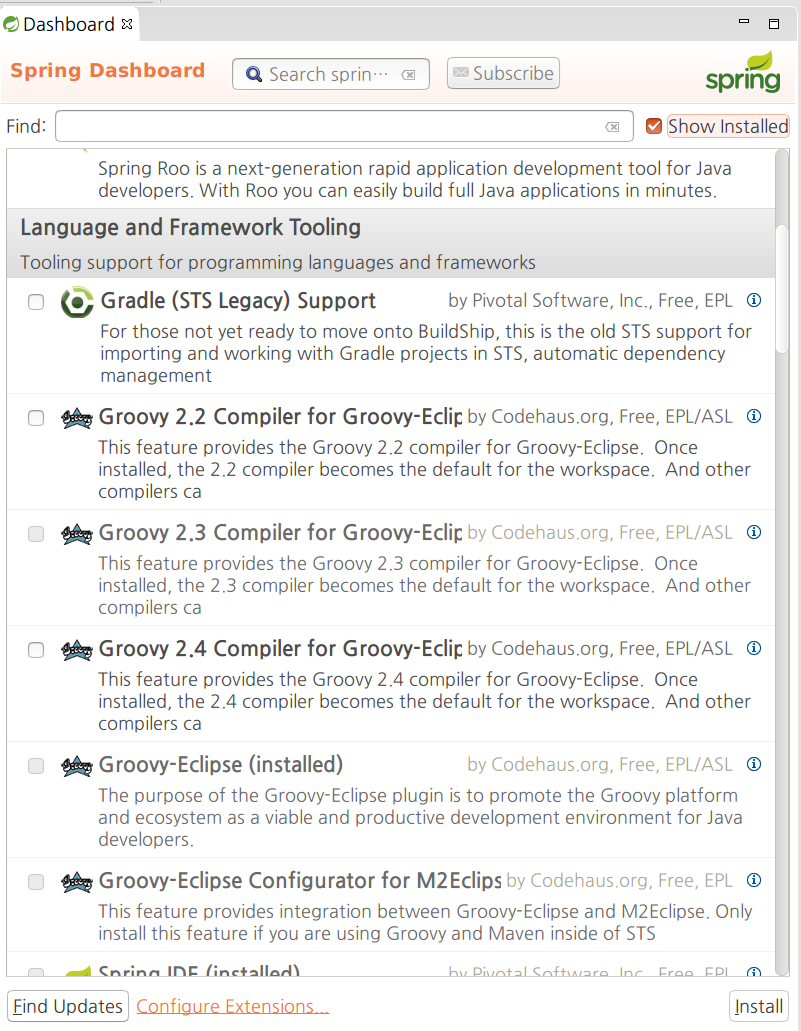 Dashboard
Spring Dashboard
Search sprin...
Subscribe
spring
Find:
Show Installed
Spring Roo is a next-generation rapid application development tool for Java
developers. With Roo you can easily build full Java applications in minutes.
Language and Framework Tooling
Tooling support for programming languages and frameworks
Gradle (STS Legacy) Support by Pivotal Software, Inc., Free, EPL
For those not yet ready to move onto BuildShip, this is the old STS support for
importing and working with Gradle projects in STS, automatic dependency
management
Groovy 2.2 Compiler for Groovy-Eclip by Codehaus.org, Free, EPL/ASL
This feature provides the Groovy 2.2 compiler for Groovy-Eclipse. Once
installed, the 2.2 compiler becomes the default for the workspace. And other
compilers ca
Groovy 2.3 Compiler for Groovy-Eclip by Codehaus.org, Free, EPL/ASL
This feature provides the Groovy 2.3 compiler for Groovy-Eclipse. Once
installed, the 2.3 compiler becomes the default for the workspace. And other
compilers ca
Groovy 2.4 Compiler for Groovy-Eclip by Codehaus.org, Free, EPL/ASL
This feature provides the Groovy 2.4 compiler for Groovy-Eclipse. Once
installed, the 2.4 compiler becomes the default for the workspace. And other
compilers ca
Groovy-Eclipse (installed) by Codehaus.org, Free, EPL/ASL
The purpose of the Groovy-Eclipse plugin is to promote the Groovy platform
and ecosystem as a viable and productive development environment for Java
developers.
Groovy-Eclipse Configurator for M2Eclips by Codehaus.org, Free, EPL
This feature provides integration between Groovy-Eclipse and M2Eclipse. Only
install this feature if you are using Groovy and Maven inside of STS
Spring IDE (installed) by Pivotal Software, Inc., Free, EPL
Find Updates
Configure Extensions...
Install